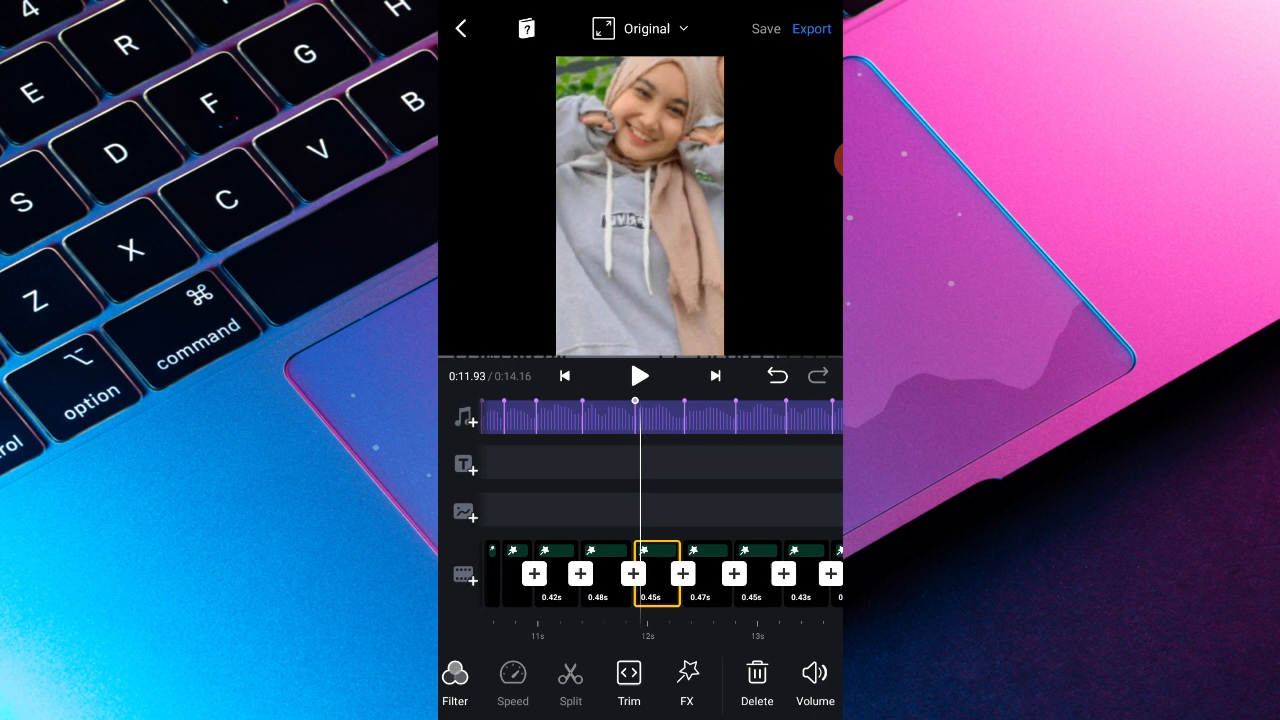 Original
Save
Export
?
4
R
G
H
E
F
B
D
V
S
C
X
Z
⌘
command
⌥
option
rol
0:11.93 / 0:14.16
T
0.42s
0.48s
0.45s
0.47s
0.45s
0.43s
0
11s
12s
13s
Filter
Speed
Split
Trim
FX
Delete
Volume